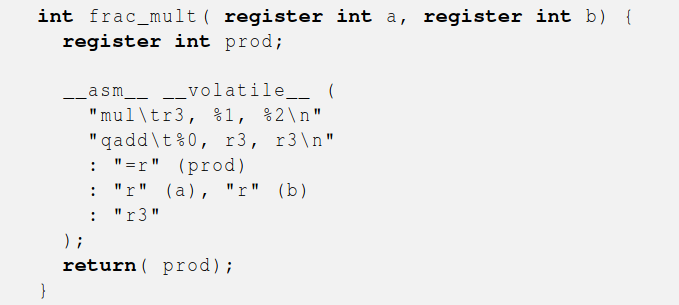 int frac_mult( register int a, register int b) {
register int prod;
__asm__ __volatile__ (
"mul\tr3, %1, %2\n"
"qadd\t%0, r3, r3\n"
: "=r" (prod)
: "r" (a), "r" (b)
: "r3"
);
return( prod);
}